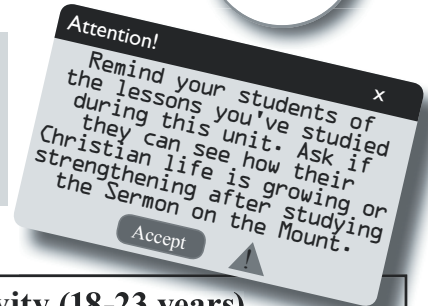 Attention!
x
Remind your students of
the lessons you've studied
during this unit. Ask if
they can see how their
Christian life is growing or
strengthening after studying
the Sermon on the Mount.
Accept
!
(18-23 years)